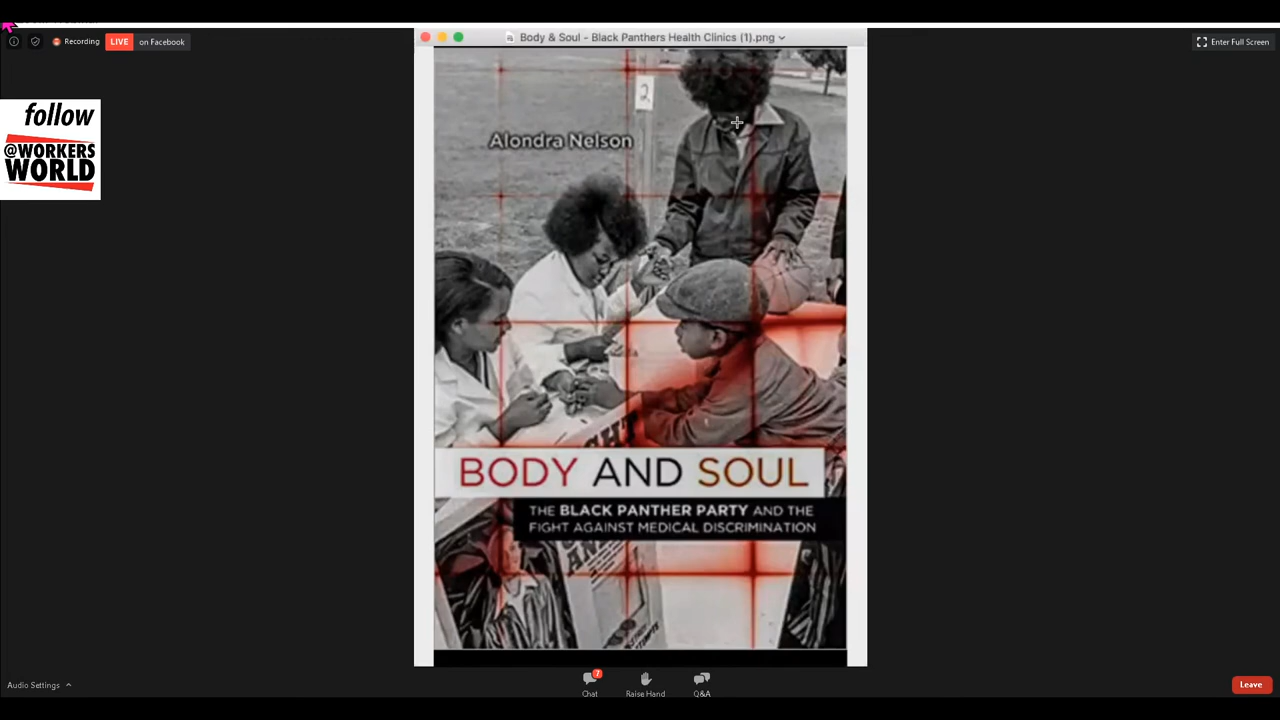 Recording
LIVE
on Facebook
Body & Soul - Black Panthers Health Clinics (1).png
Enter Full Screen
follow
@WORKERS
WORLD
2
Alondra Nelson
BODY AND SOUL
THE BLACK PANTHER PARTY AND THE
FIGHT AGAINST MEDICAL DISCRIMINATION
Audio Settings
7
Chat
Raise Hand
Q&A
Leave